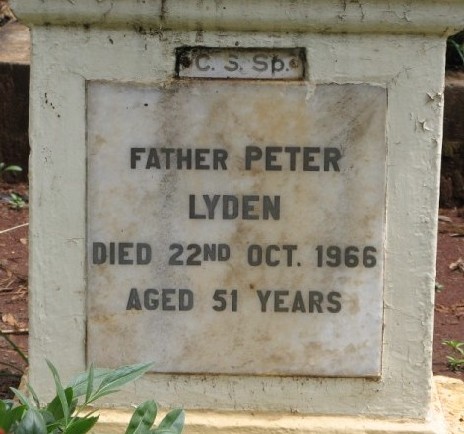 C. S. Sp.
FATHER PETER
LYDEN
DIED 22ND OCT. 1966
AGED 51 YEARS